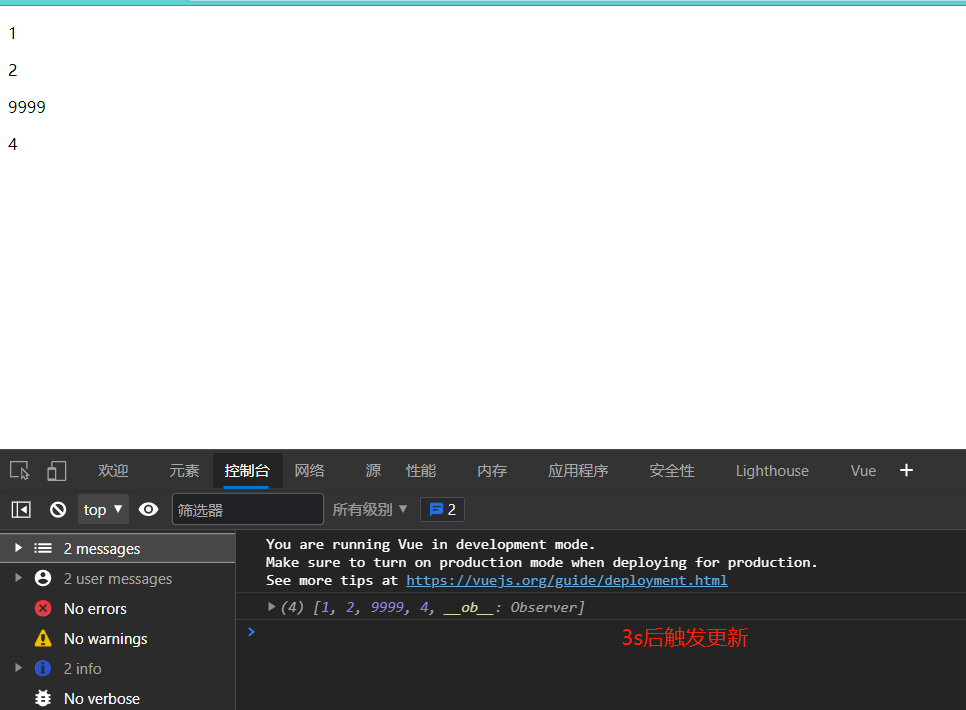 1
2
9999
4
欢迎 元素 控制台 网络 源 性能 内存 应用程序 安全性 Lighthouse Vue +
top ▼ 筛选器 所有级别 ▼ 2
2 messages
2 user messages
No errors
No warnings
2 info
No verbose
You are running Vue in development mode.
Make sure to turn on production mode when deploying for production.
See more tips at https://vuejs.org/guide/deployment.html
(4) [1, 2, 9999, 4, __ob__: Observer]
3s后触发更新